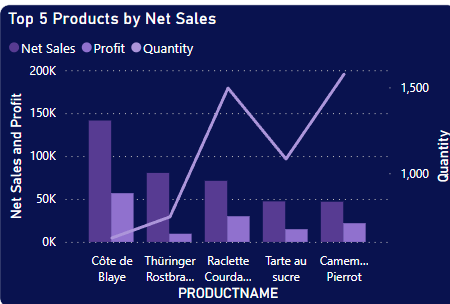 Top 5 Products by Net Sales
Net Sales Profit Quantity
200K
150K
100K
50K
0K
Net Sales and Profit
1,500
1,000
Quantity
Côte de Blaye
Thüringer Rostbra...
Raclette Courda...
Tarte au sucre
Camem... Pierrot
PRODUCTNAME